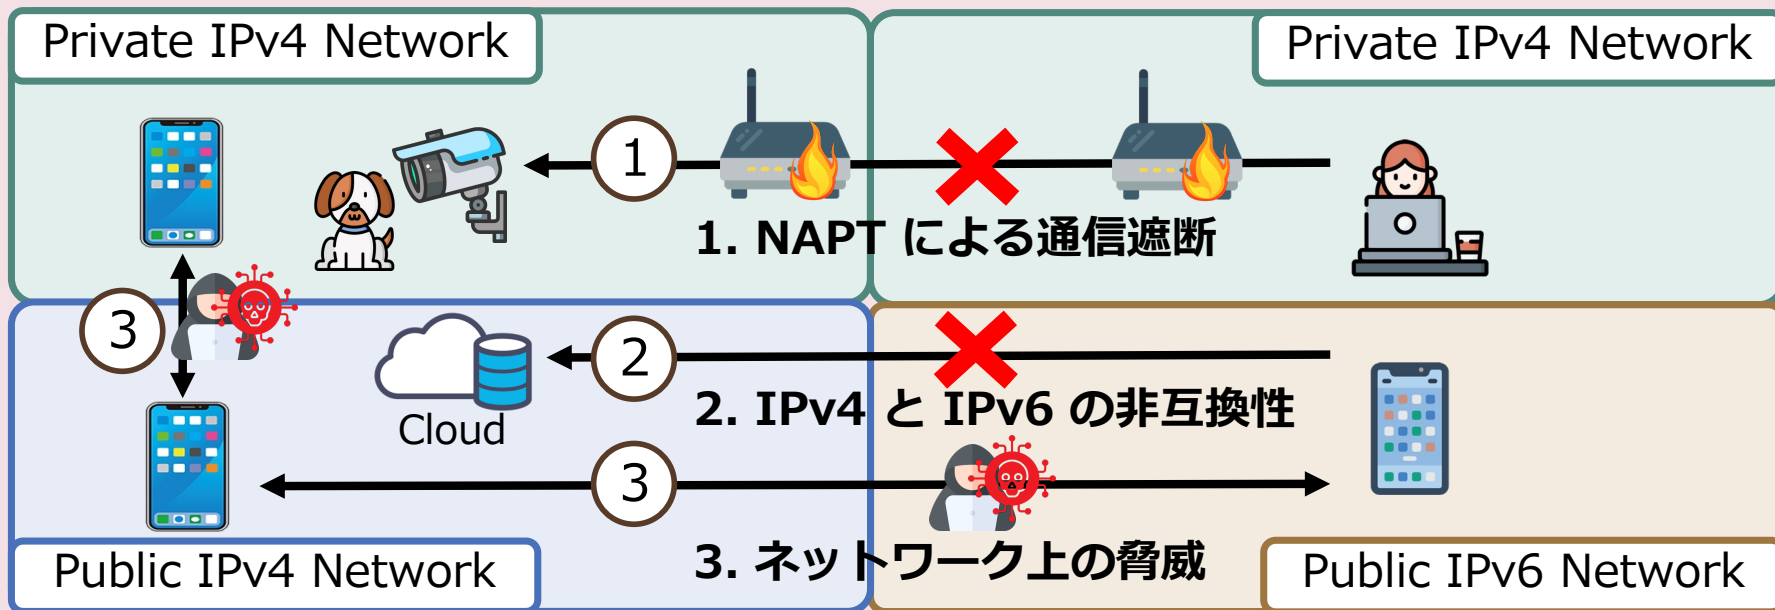 Private IPv4 Network
Private IPv4 Network
1
1. NAPT による通信遮断
3
2
Cloud
2. IPv4 と IPv6 の非互換性
3
3. ネットワーク上の脅威
Public IPv4 Network
Public IPv6 Network